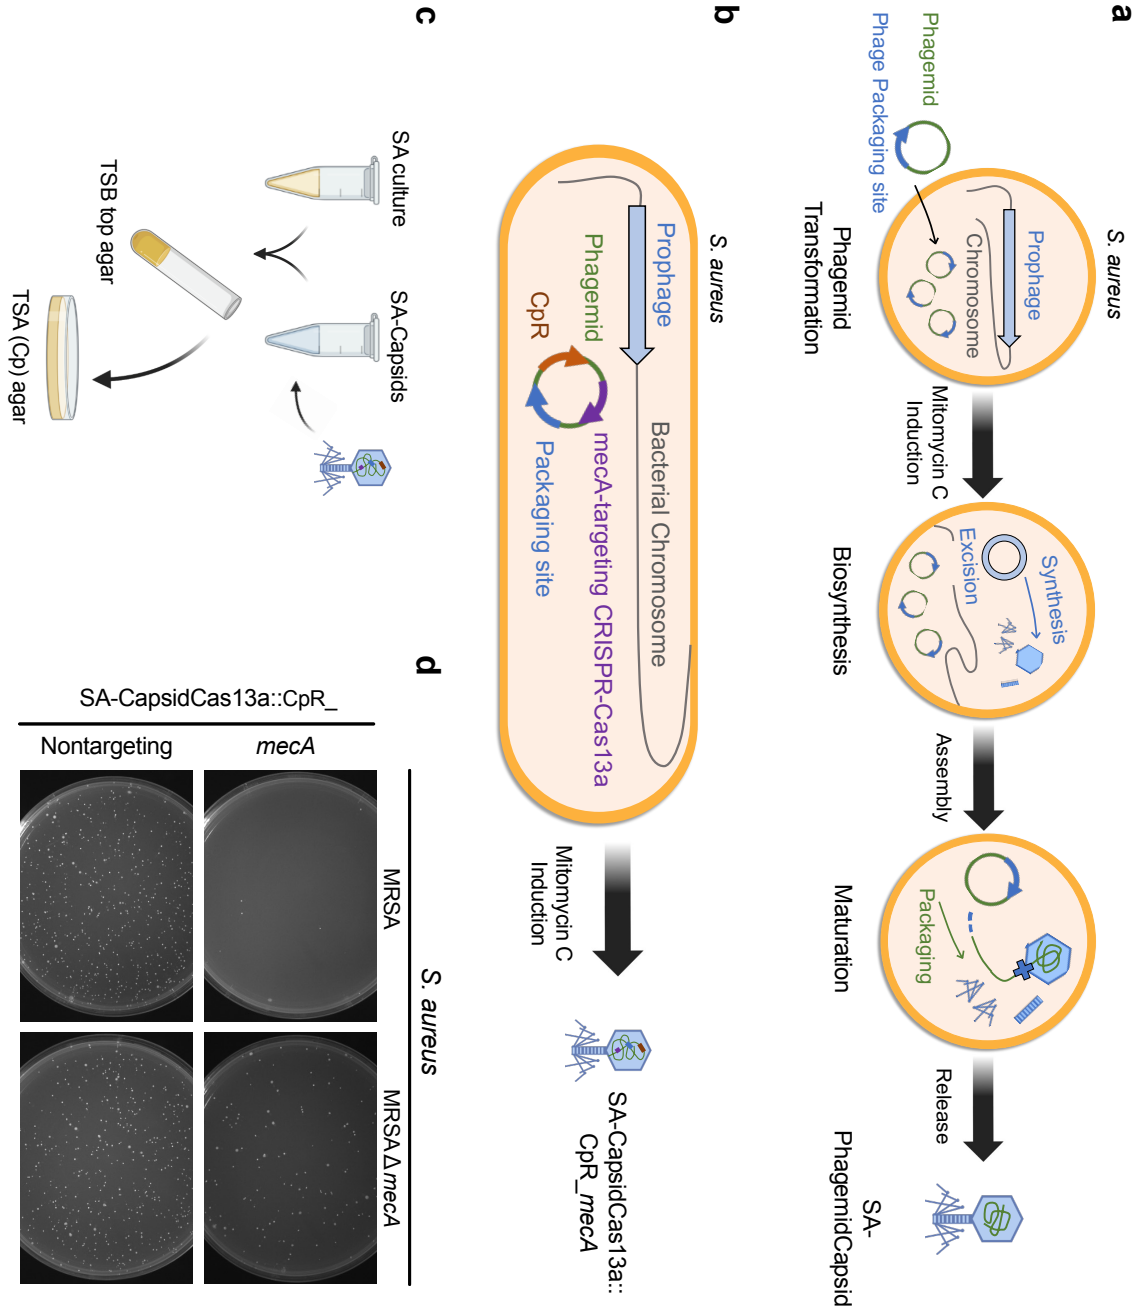 a
S. aureus
Phagemid
Phage Packaging site
Prophage
Chromosome
Phagemid
Transformation
Mitomycin C
Induction
Synthesis
Excision
Biosynthesis
Assembly
Packaging
Maturation
Release
SA-
PhagemidCapsid
b
S. aureus
Prophage
Bacterial Chromosome
Phagemid
mecA-targeting CRISPR-Cas13a
CpR
Packaging site
Mitomycin C
Induction
SA-CapsidCas13a::
CpR_mecA
c
SA culture
SA-Capsids
TSB top agar
TSA (Cp) agar
d
S. aureus
MRSA
MRSAΔmecA
SA-CapsidCas13a::CpR_
mecA
Nontargeting